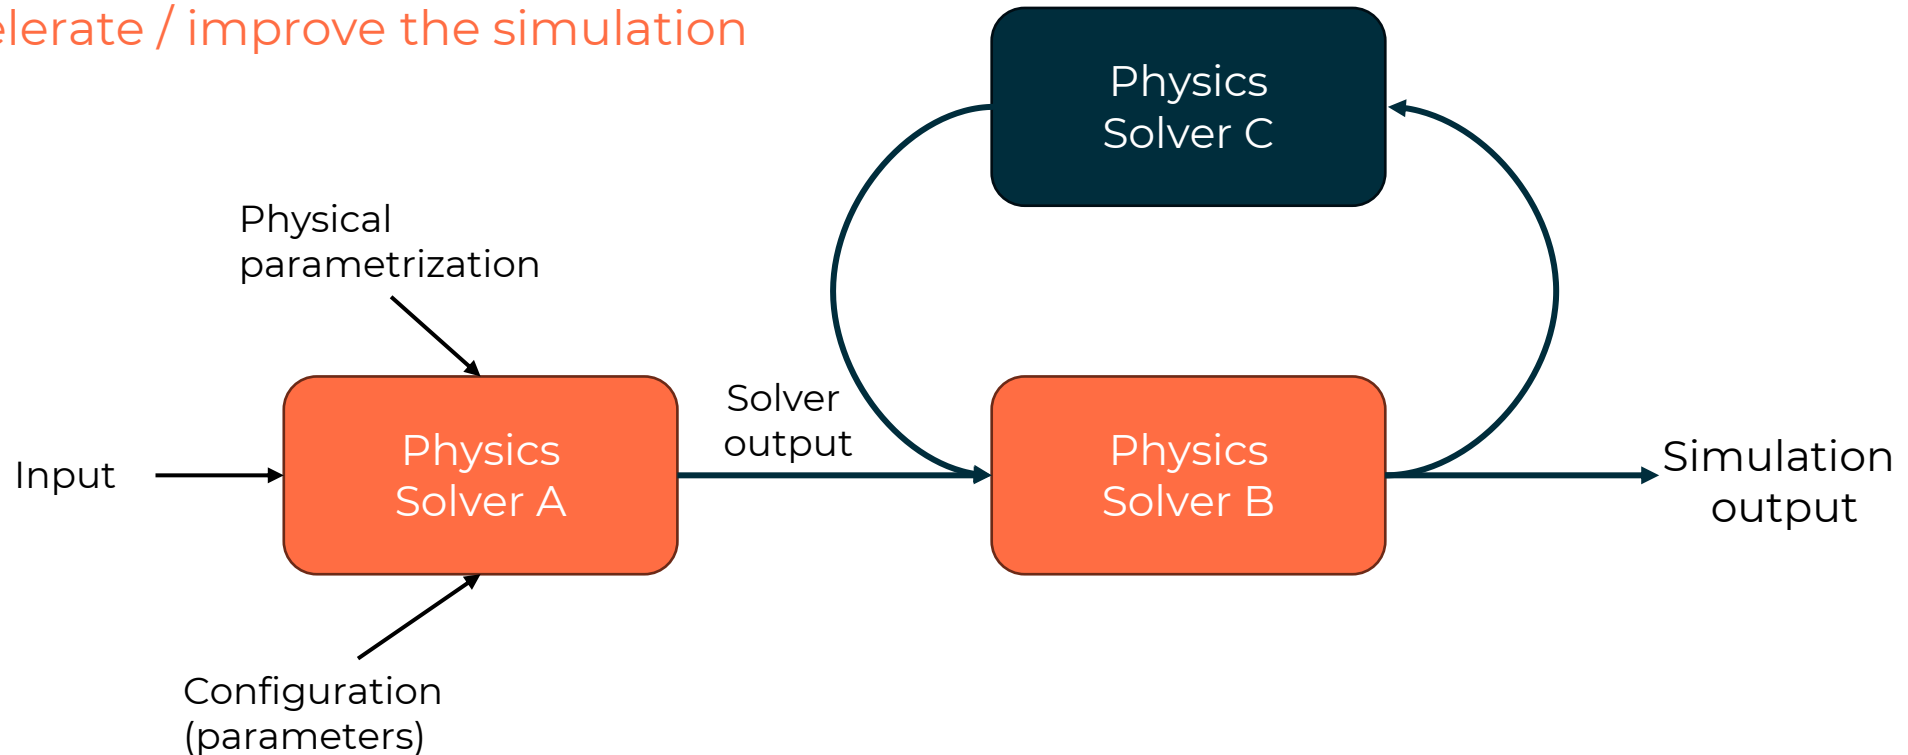 elerate / improve the simulation
Physics
Solver C
Physical
parametrization
Solver
output
Input
Physics
Solver A
Physics
Solver B
Simulation
output
Configuration
(parameters)